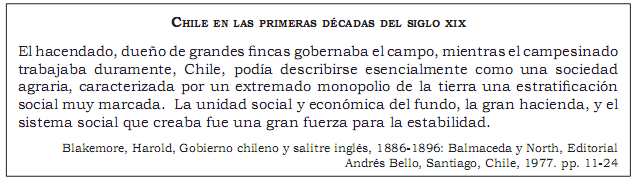 Chile en las primeras décadas del siglo xix
El hacendado, dueño de grandes fincas gobernaba el campo, mientras el campesinado
trabajaba duramente, Chile, podía describirse esencialmente como una sociedad
agraria, caracterizada por un extremado monopolio de la tierra una estratificación
social muy marcada. La unidad social y económica del fundo, la gran hacienda, y el
sistema social que creaba fue una gran fuerza para la estabilidad.
Blakemore, Harold, Gobierno chileno y salitre inglés, 1886-1896: Balmaceda y North, Editorial
Andrés Bello, Santiago, Chile, 1977. pp. 11-24